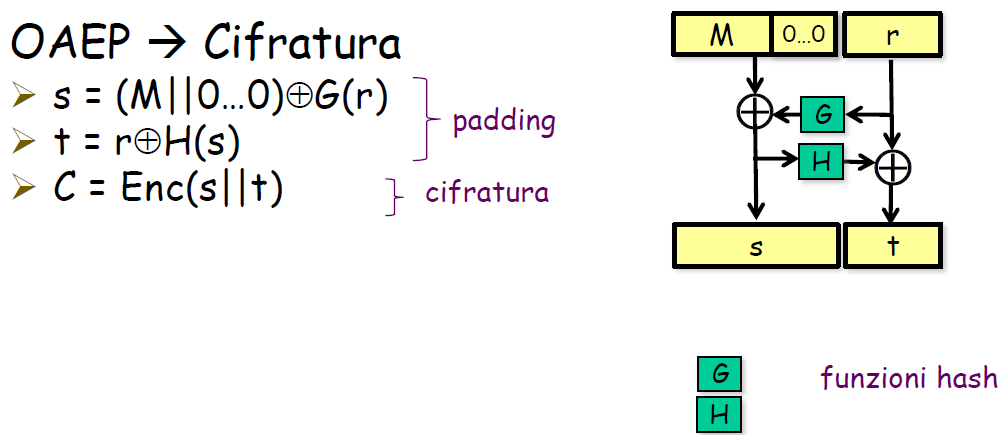 OAEP → Cifratura
➢ s = (M||0...0)⊕G(r)
➢ t = r⊕H(s)
➢ C = Enc(s||t)
padding
cifratura
M 0...0 r
G
H
s t
G
H
funzioni hash